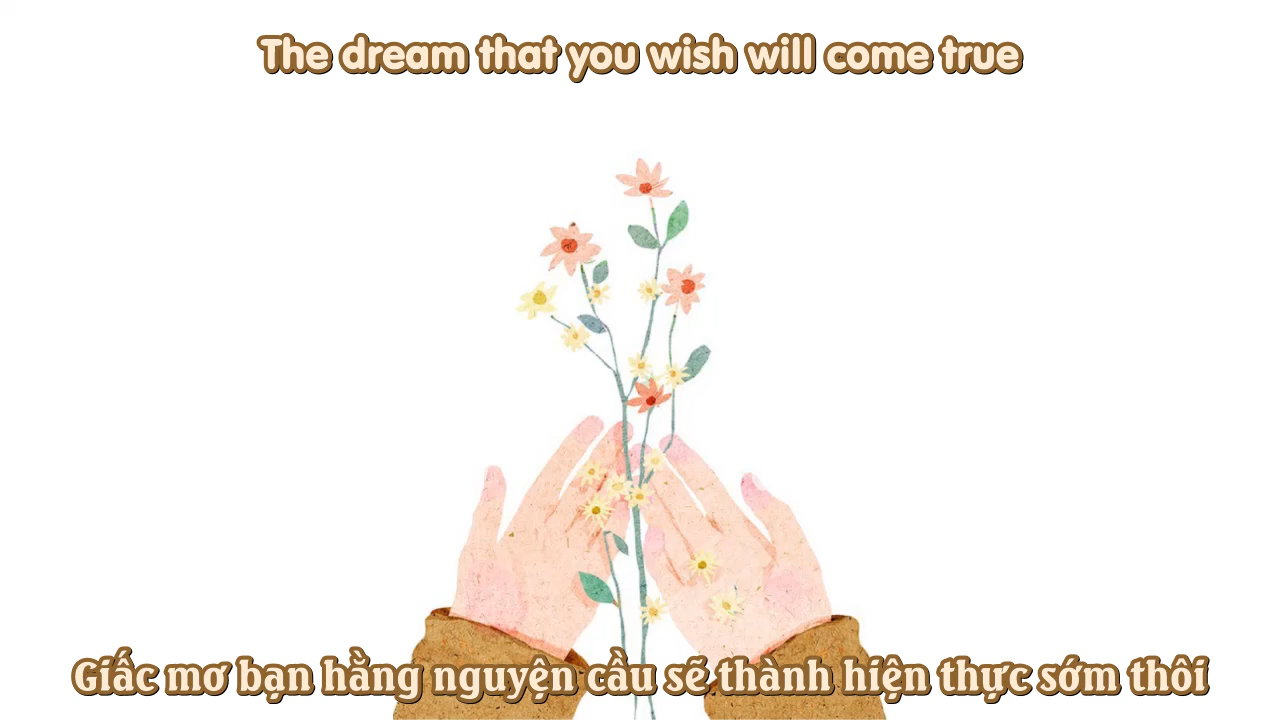 The dream that you wish will come true
Giấc mơ bạn hằng nguyện cầu sẽ thành hiện thực sớm thôi